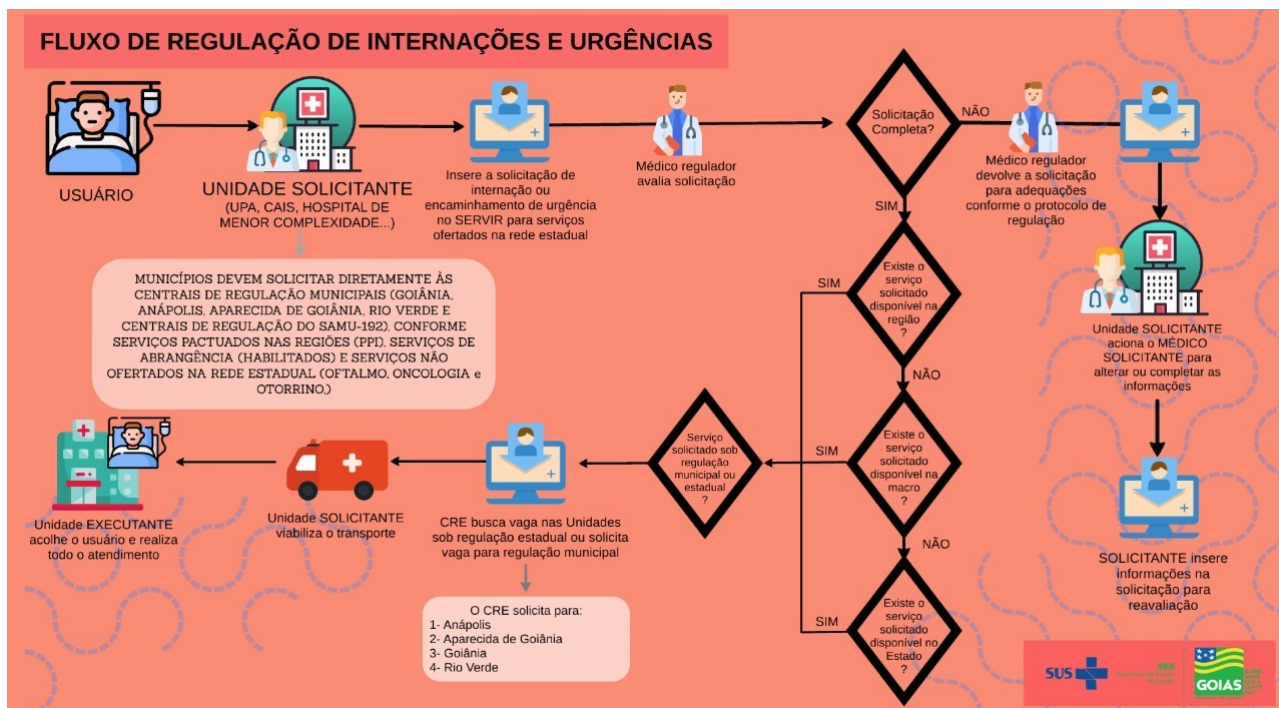 FLUXO DE REGULAÇÃO DE INTERNAÇÕES E URGÊNCIAS
USUÁRIO
UNIDADE SOLICITANTE
(UPA, CAIS, HOSPITAL DE
MENOR COMPLEXIDADE...)
Insere a solicitação de
internação ou
encaminhamento de urgência
no SERVIR para serviços
ofertados na rede estadual
Médico regulador
avalia solicitação
Solicitação
Completa?
NÃO
Médico regulador
devolve a solicitação
para adequações
conforme o protocolo de
regulação
SIM
MUNICÍPIOS DEVEM SOLICITAR DIRETAMENTE ÀS
CENTRAIS DE REGULAÇÃO MUNICIPAIS (GOIÂNIA,
ANÁPOLIS, APARECIDA DE GOIÂNIA, RIO VERDE E
CENTRAIS DE REGULAÇÃO DO SAMU-192), CONFORME
SERVIÇOS PACTUADOS NAS REGIÕES (PPI), SERVIÇOS DE
ABRANGÊNCIA (HABILITADOS) E SERVIÇOS NÃO
OFERTADOS NA REDE ESTADUAL (OFTALMO, ONCOLOGIA e
OTORRINO,)
SIM
Existe o
serviço
solicitado
disponível na
região
?
NÃO
Unidade SOLICITANTE
aciona o MÉDICO
SOLICITANTE para
alterar ou completar as
informações
Unidade EXECUTANTE
acolhe o usuário e realiza
todo o atendimento
Unidade SOLICITANTE
viabiliza o transporte
CRE busca vaga nas Unidades
sob regulação estadual ou solicita
vaga para regulação municipal
Serviço
solicitado sob
regulação
municipal ou
estadual
?
SIM
Existe o
serviço
solicitado
disponível na
macro
?
NÃO
SOLICITANTE insere
informações na
solicitação para
reavaliação
O CRE solicita para:
1- Anápolis
2- Aparecida de Goiânia
3- Goiânia
4- Rio Verde
SIM
Existe o
serviço
solicitado
disponível no
Estado
?
SUS
SES
Secretaria de Estado
da Saúde
GOIÁS